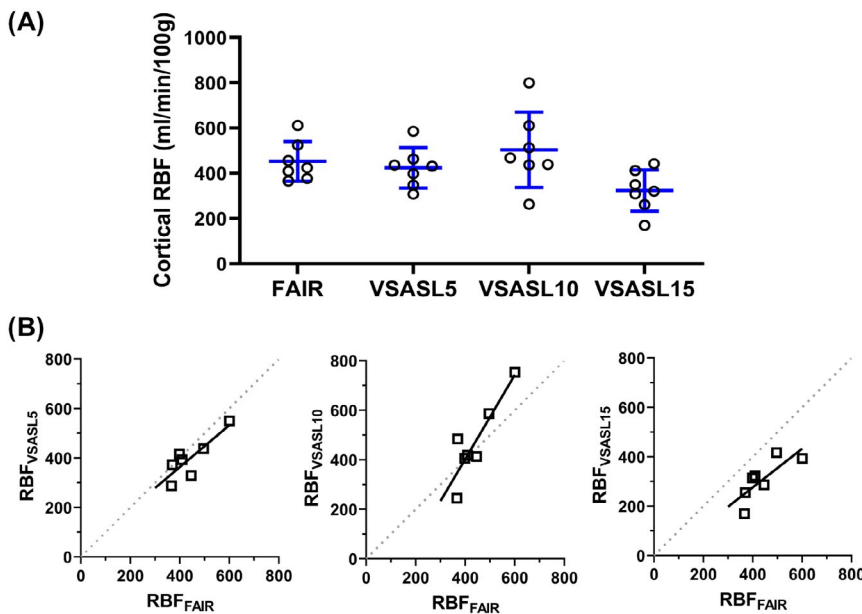 (A)
Cortical RBF (ml/min/100g)
1000
800
600
400
200
0
FAIR VSASL5 VSASL10 VSASL15
(B)
RBFVSASL5
800
600
400
200
0
0 200 400 600 800
RBFFAIR
RBFVSASL10
800
600
400
200
0
0 200 400 600 800
RBFFAIR
RBFVSASL15
800
600
400
200
0
0 200 400 600 800
RBFFAIR